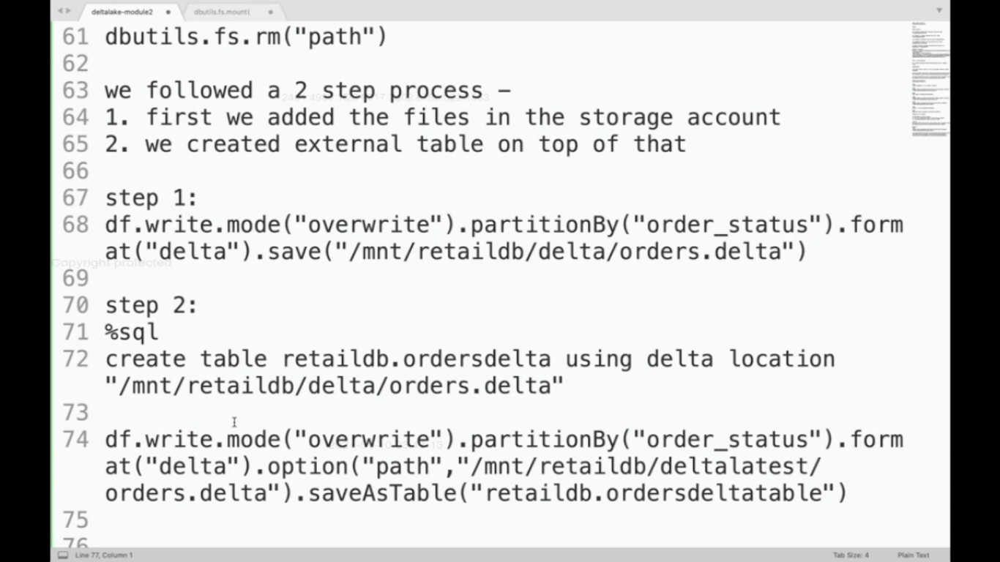 deltalake-module2
dbutils.fs.mount(
61 dbutils.fs.rm("path")
62
63 we followed a 2 step process –
64 1. first we added the files in the storage account
65 2. we created external table on top of that
66
67 step 1:
68 df.write.mode("overwrite").partitionBy("order_status").form
at("delta").save("/mnt/retaildb/delta/orders.delta")
Copyright protected
69
70 step 2:
71 %sql
72 create table retaildb.ordersdelta using delta location
"/mnt/retaildb/delta/orders.delta"
73
74 df.write.mode("overwrite").partitionBy("order_status").form
at("delta").option("path","/mnt/retaildb/deltalatest/
orders.delta").saveAsTable("retaildb.ordersdeltatable")
75
76
Line 77, Column 1
Tab Size: 4
Plain Text